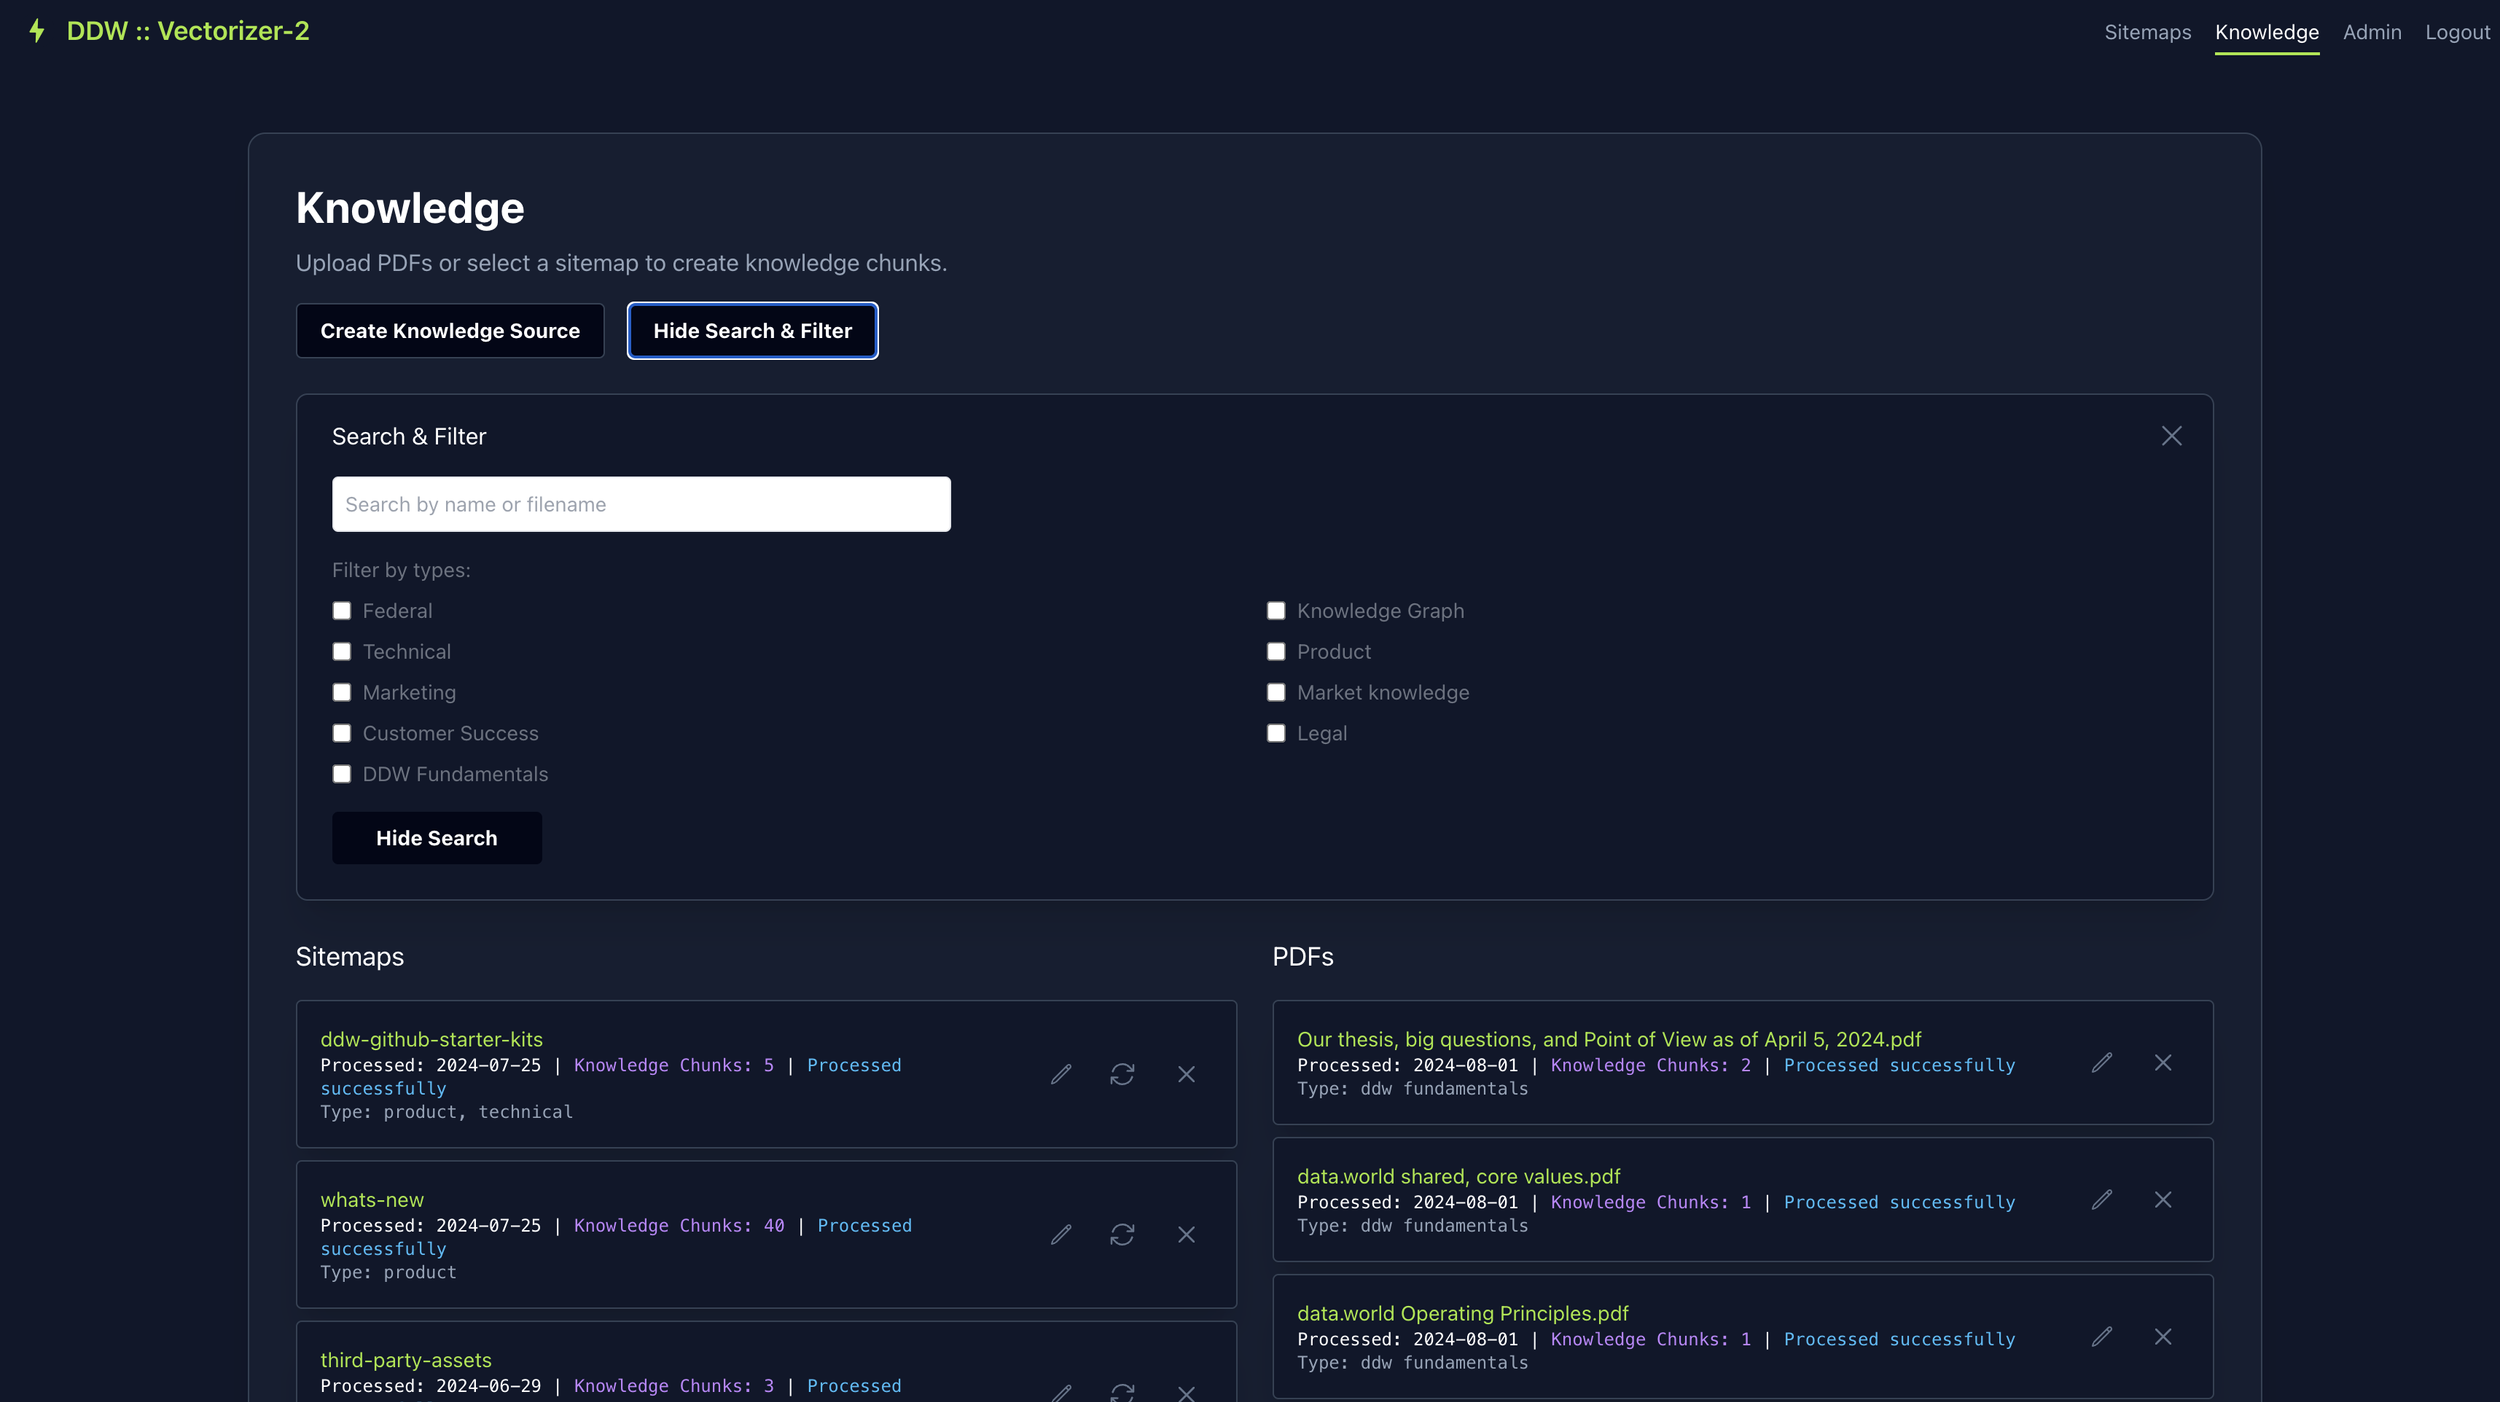 DDW :: Vectorizer-2
Sitemaps Knowledge Admin Logout
Knowledge
Upload PDFs or select a sitemap to create knowledge chunks.
Create Knowledge Source
Hide Search & Filter
Search & Filter
Search by name or filename
Filter by types:
Federal
Technical
Marketing
Customer Success
DDW Fundamentals
Knowledge Graph
Product
Market knowledge
Legal
Hide Search
Sitemaps
ddw-github-starter-kits
Processed: 2024-07-25 | Knowledge Chunks: 5 | Processed
successfully
Type: product, technical
whats-new
Processed: 2024-07-25 | Knowledge Chunks: 40 | Processed
successfully
Type: product
third-party-assets
Processed: 2024-06-29 | Knowledge Chunks: 3 | Processed
PDFs
Our thesis, big questions, and Point of View as of April 5, 2024.pdf
Processed: 2024-08-01 | Knowledge Chunks: 2 | Processed successfully
Type: ddw fundamentals
data.world shared, core values.pdf
Processed: 2024-08-01 | Knowledge Chunks: 1 | Processed successfully
Type: ddw fundamentals
data.world Operating Principles.pdf
Processed: 2024-08-01 | Knowledge Chunks: 1 | Processed successfully
Type: ddw fundamentals